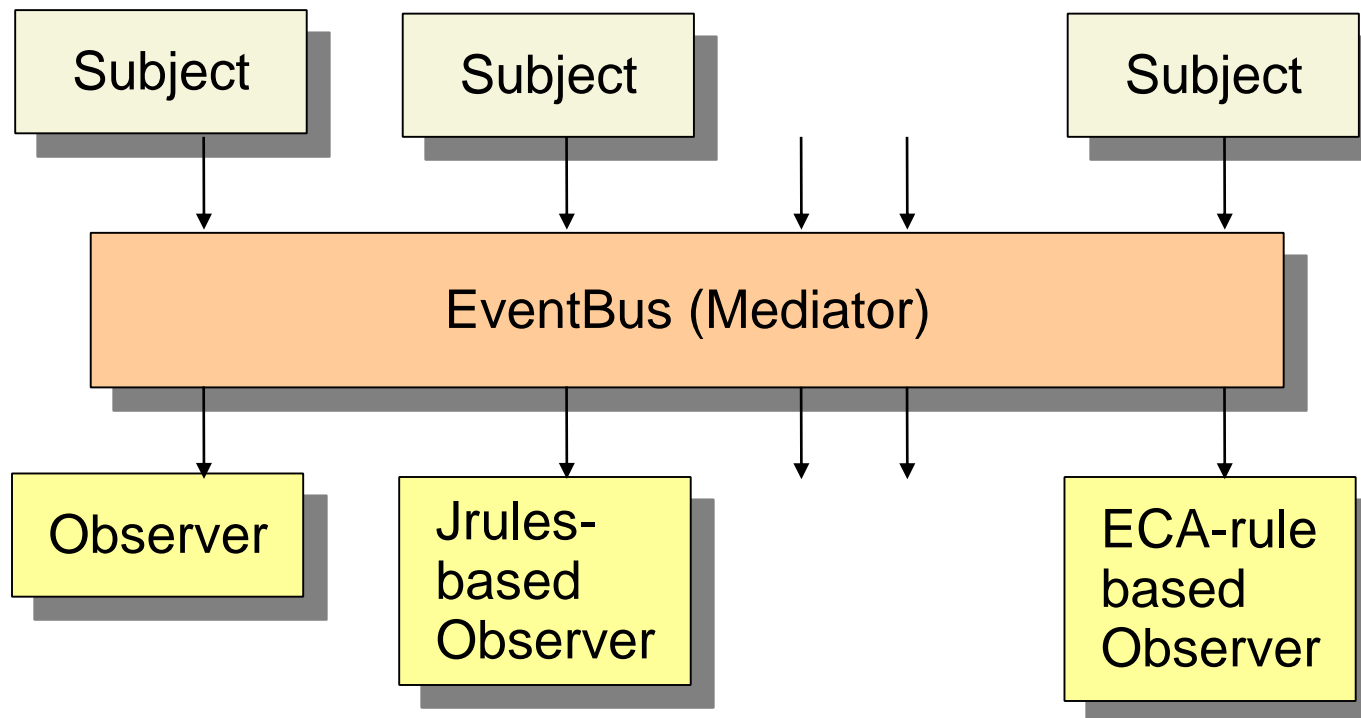 Subject
Subject
Subject
EventBus (Mediator)
Observer
Jrules-
based
Observer
ECA-rule
based
Observer